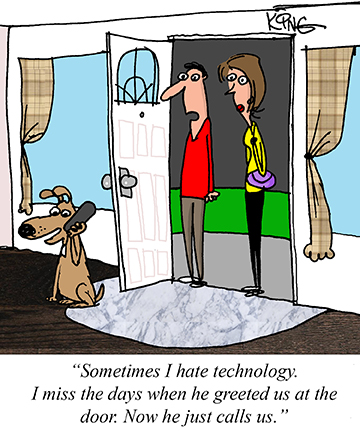 KING
“Sometimes I hate technology.
I miss the days when he greeted us at the
door. Now he just calls us.”